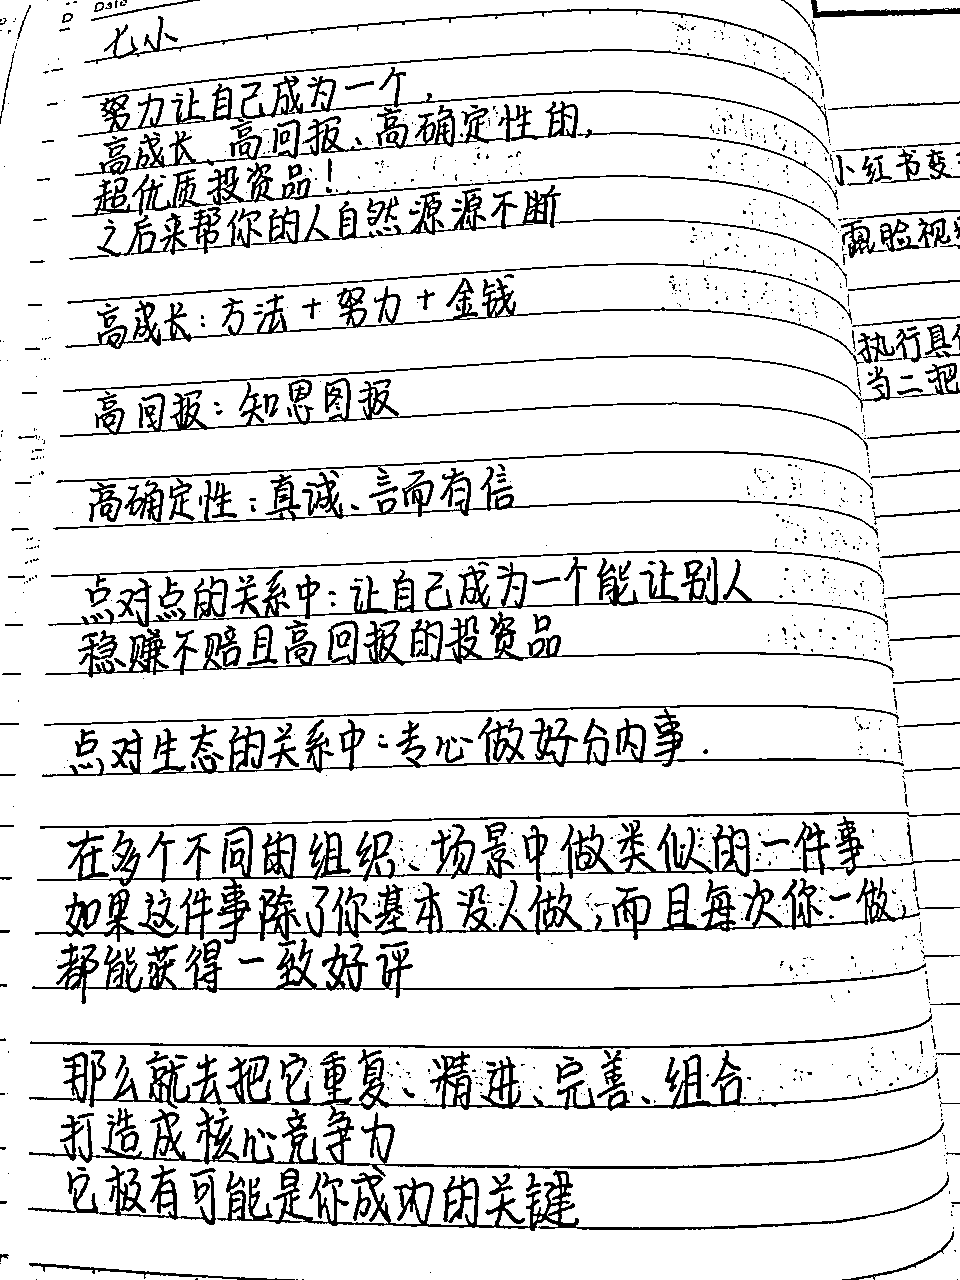 Date
七小
努力让自己成为一个,
高成长、高回报、高确定性的,
超优质投资品!
之后来帮你的人自然源源不断
高成长:方法+努力+金钱
高回报:知恩图报
高确定性:真诚、言而有信
点对点的关系中:让自己成为一个能让别人
稳赚不赔且高回报的投资品
点对生态的关系中:专心做好分内事.
在多个不同的组织、场景中做类似的一件事
如果这件事除了你基本没人做,而且每次你一做,
都能获得一致好评
那么就去把它重复、精进、完善、组合
打造成核心竞争力
它极有可能是你成功的关键
小红书变
露脸视
执行具
当二把